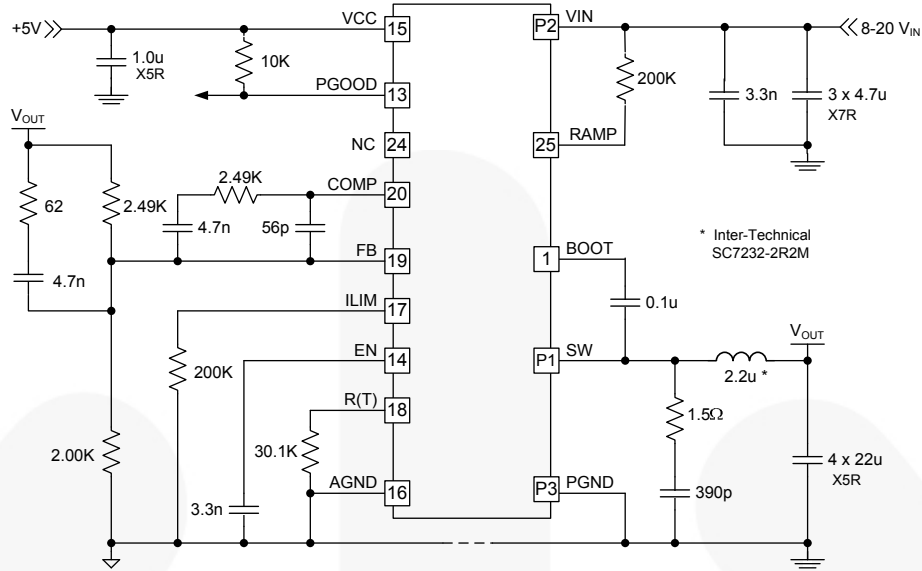 +5V
VCC
15
P2
VIN
8-20 VIN
1.0u
X5R
10K
PGOOD
13
200K
3.3n
3 x 4.7u
X7R
VOUT
NC
24
25
RAMP
62
2.49K
2.49K
COMP
20
4.7n
56p
* Inter-Technical
SC7232-2R2M
FB
19
1
BOOT
4.7n
ILIM
17
0.1u
VOUT
EN
14
P1
SW
200K
2.2u *
R(T)
18
1.5Ω
2.00K
30.1K
4 x 22u
X5R
AGND
16
P3
PGND
390p
3.3n